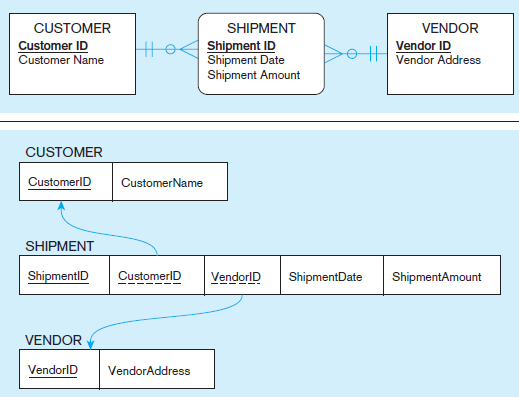 CUSTOMER
Customer ID
Customer Name
SHIPMENT
Shipment ID
Shipment Date
Shipment Amount
VENDOR
Vendor ID
Vendor Address
CUSTOMER
CustomerID CustomerName
SHIPMENT
ShipmentID CustomerID VendorID ShipmentDate ShipmentAmount
VENDOR
VendorID VendorAddress